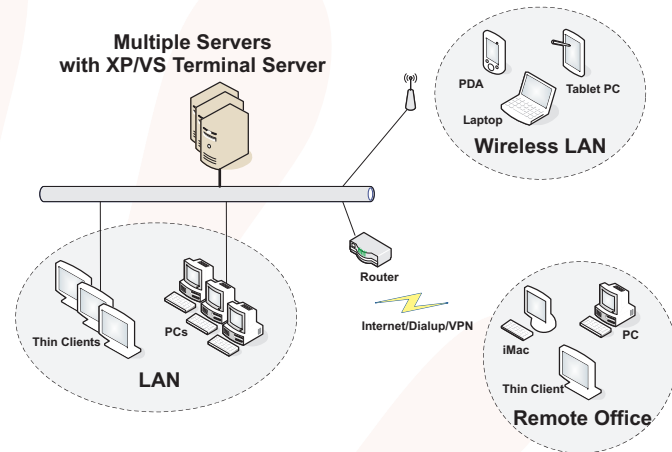 Multiple Servers
with XP/VS Terminal Server
PDA
Tablet PC
Laptop
Wireless LAN
Router
Internet/Dialup/VPN
Thin Clients
PCs
LAN
iMac
PC
Thin Client
Remote Office